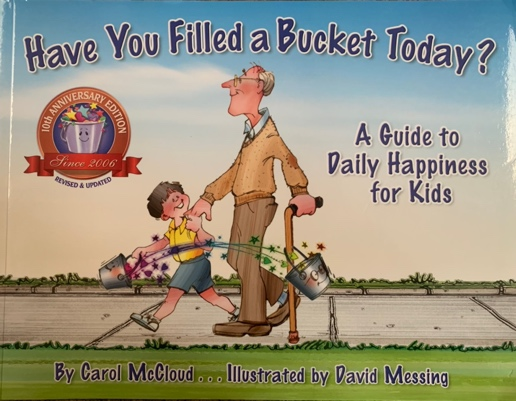 Have You Filled a Bucket Today?
10th ANNIVERSARY EDITION
Since 2006
REVISED & UPDATED
A Guide to
Daily Happiness
for Kids
By Carol McCloud . . . Illustrated by David Messing